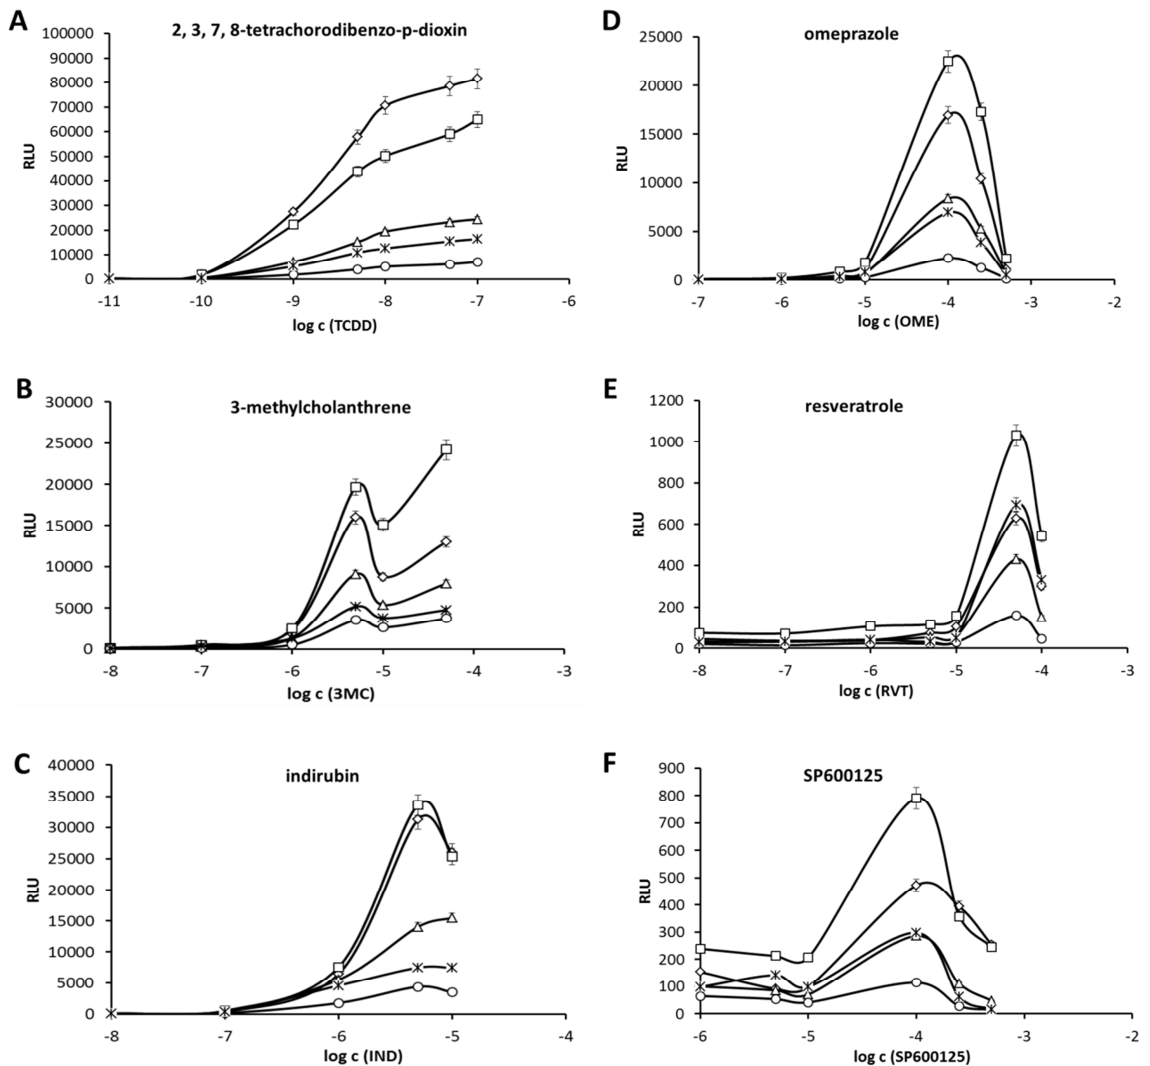 A
2, 3, 7, 8-tetrachorodibenzo-p-dioxin
100000
90000
80000
70000
60000
50000
40000
30000
20000
10000
0
RLU
-11 -10 -9 -8 -7 -6
log c (TCDD)
B
3-methylcholanthrene
30000
25000
20000
15000
10000
5000
0
RLU
-8 -7 -6 -5 -4 -3
log c (3MC)
C
indirubin
40000
35000
30000
25000
20000
15000
10000
5000
0
RLU
-8 -7 -6 -5 -4
log c (IND)
D
omeprazole
25000
20000
15000
10000
5000
0
RLU
-7 -6 -5 -4 -3 -2
log c (OME)
E
resveratrole
1200
1000
800
600
400
200
0
RLU
-8 -7 -6 -5 -4 -3
log c (RVT)
F
SP600125
900
800
700
600
500
400
300
200
100
0
RLU
-6 -5 -4 -3 -2
log c (SP600125)